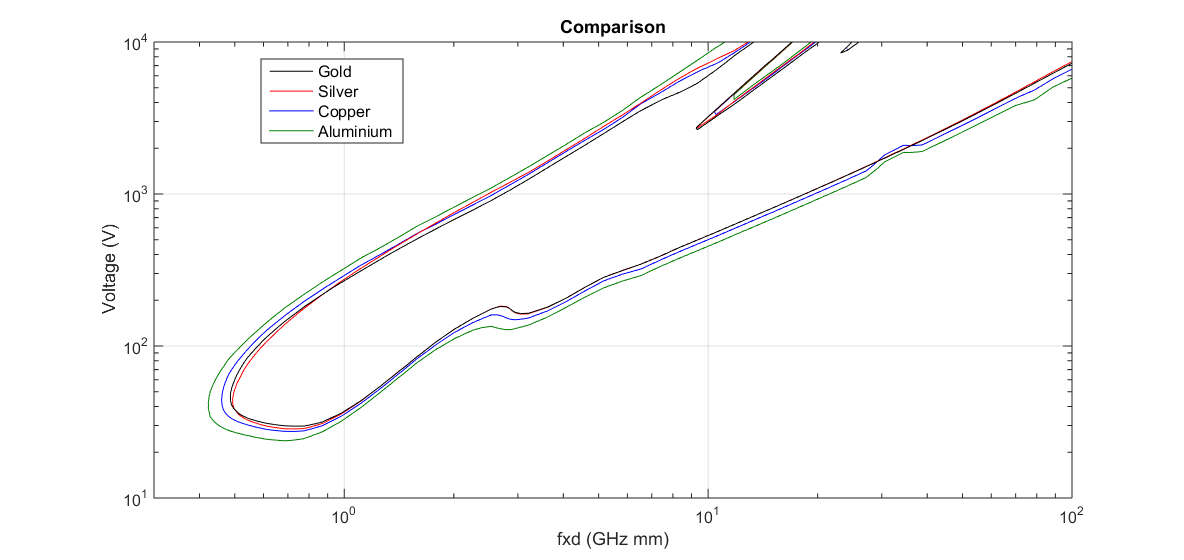 Comparison
10^4
Gold
Silver
Copper
Aluminium
10^3
Voltage (V)
10^2
10^1
10^0 10^1 10^2
fxd (GHz mm)